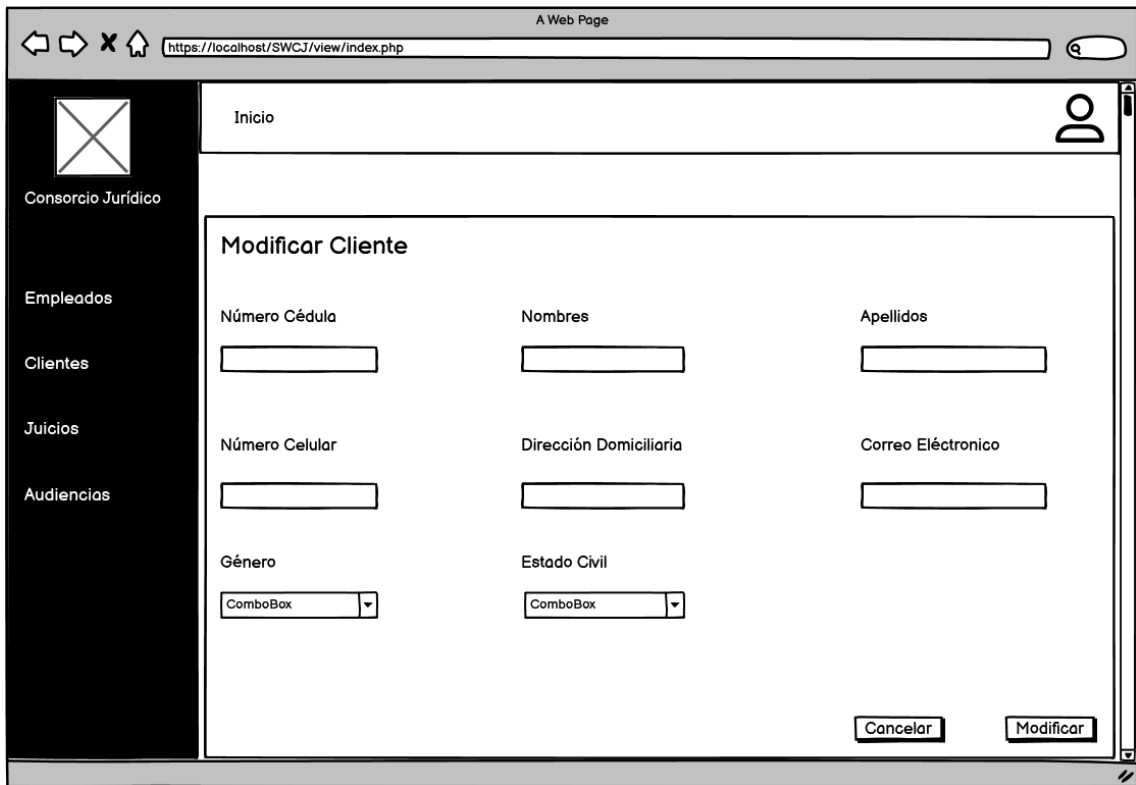 A Web Page
https://localhost/SWCJ/view/index.php
Inicio
Consorcio Jurídico
Empleados
Clientes
Juicios
Audiencias
Modificar Cliente
Número Cédula Nombres Apellidos
Número Celular Dirección Domiciliaria Correo Eléctronico
Género Estado Civil
ComboBox ComboBox
Cancelar Modificar